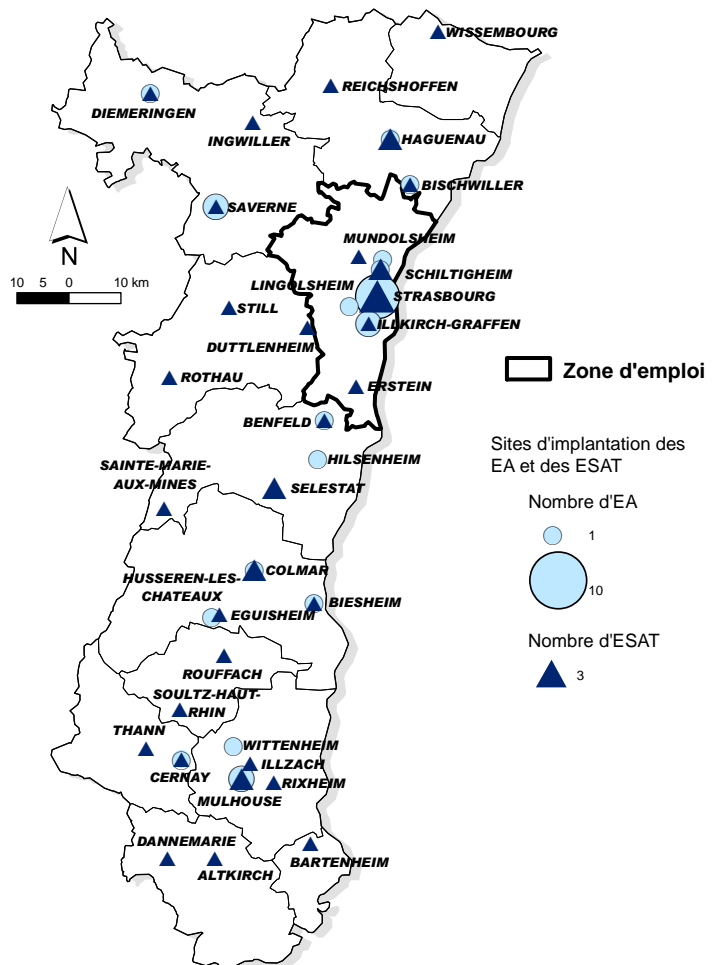 WISSEMBOURG
REICHSHOFFEN
DIEMERINGEN
INGWILLER
HAGUENAU
BISCHWILLER
SAVERNE
N
10 5 0 10 km
MUNDOLSHEIM
SCHILTIGHEIM
LINGOLSHEIM
STRASBOURG
STILL
ILLKIRCH-GRAFFEN
DUTTLENHEIM
ROTHAU
ERSTEIN
Zone d'emploi
BENFELD
HILSENHEIM
SAINTE-MARIE-
AUX-MINES
SELESTAT
Sites d'implantation des
EA et des ESAT
Nombre d'EA
1
10
Nombre d'ESAT
3
COLMAR
HUSSEREN-LES-
CHATEAUX
BIESHEIM
EGUISHEIM
ROUFFACH
SOULTZ-HAUT-
RHIN
THANN
WITTENHEIM
CERNAY
ILLZACH
RIXHEIM
MULHOUSE
DANNEMARIE
ALTKIRCH
BARTENHEIM